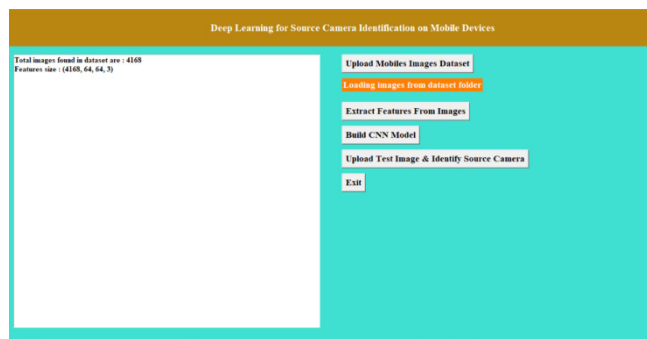 Deep Learning for Source Camera Identification on Mobile Devices
Total images found in dataset are : 4168
Features size : (4168, 64, 64, 3)
Upload Mobiles Images Dataset
Loading images from dataset folder
Extract Features From Images
Build CNN Model
Upload Test Image & Identify Source Camera
Exit